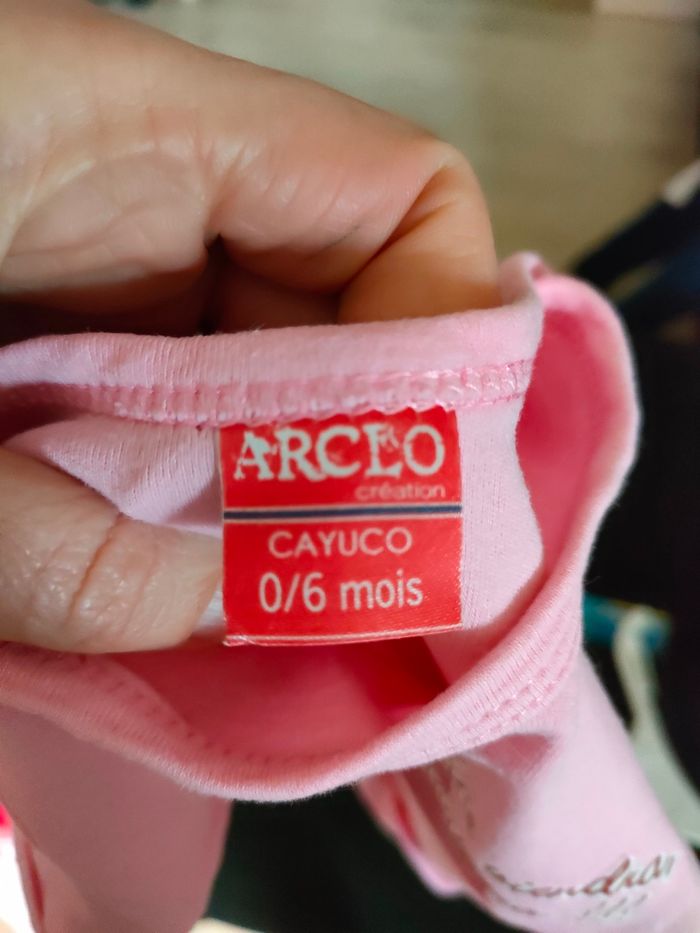 ARCLO
création
CAYUCO
0/6 mois